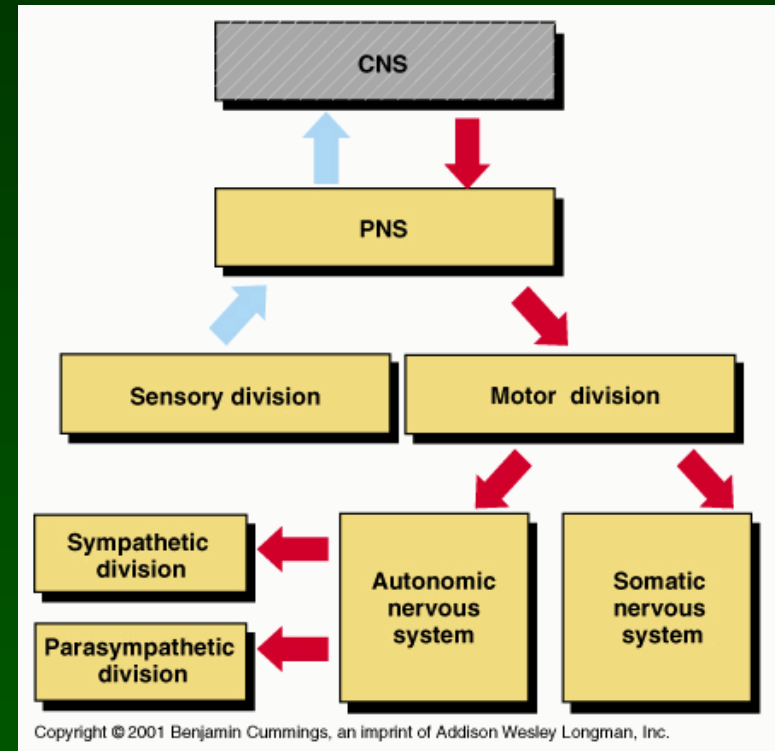 CNS
PNS
Sensory division
Motor division
Sympathetic
division
Parasympathetic
division
Autonomic
nervous
system
Somatic
nervous
system
Copyright © 2001 Benjamin Cummings, an imprint of Addison Wesley Longman, Inc.